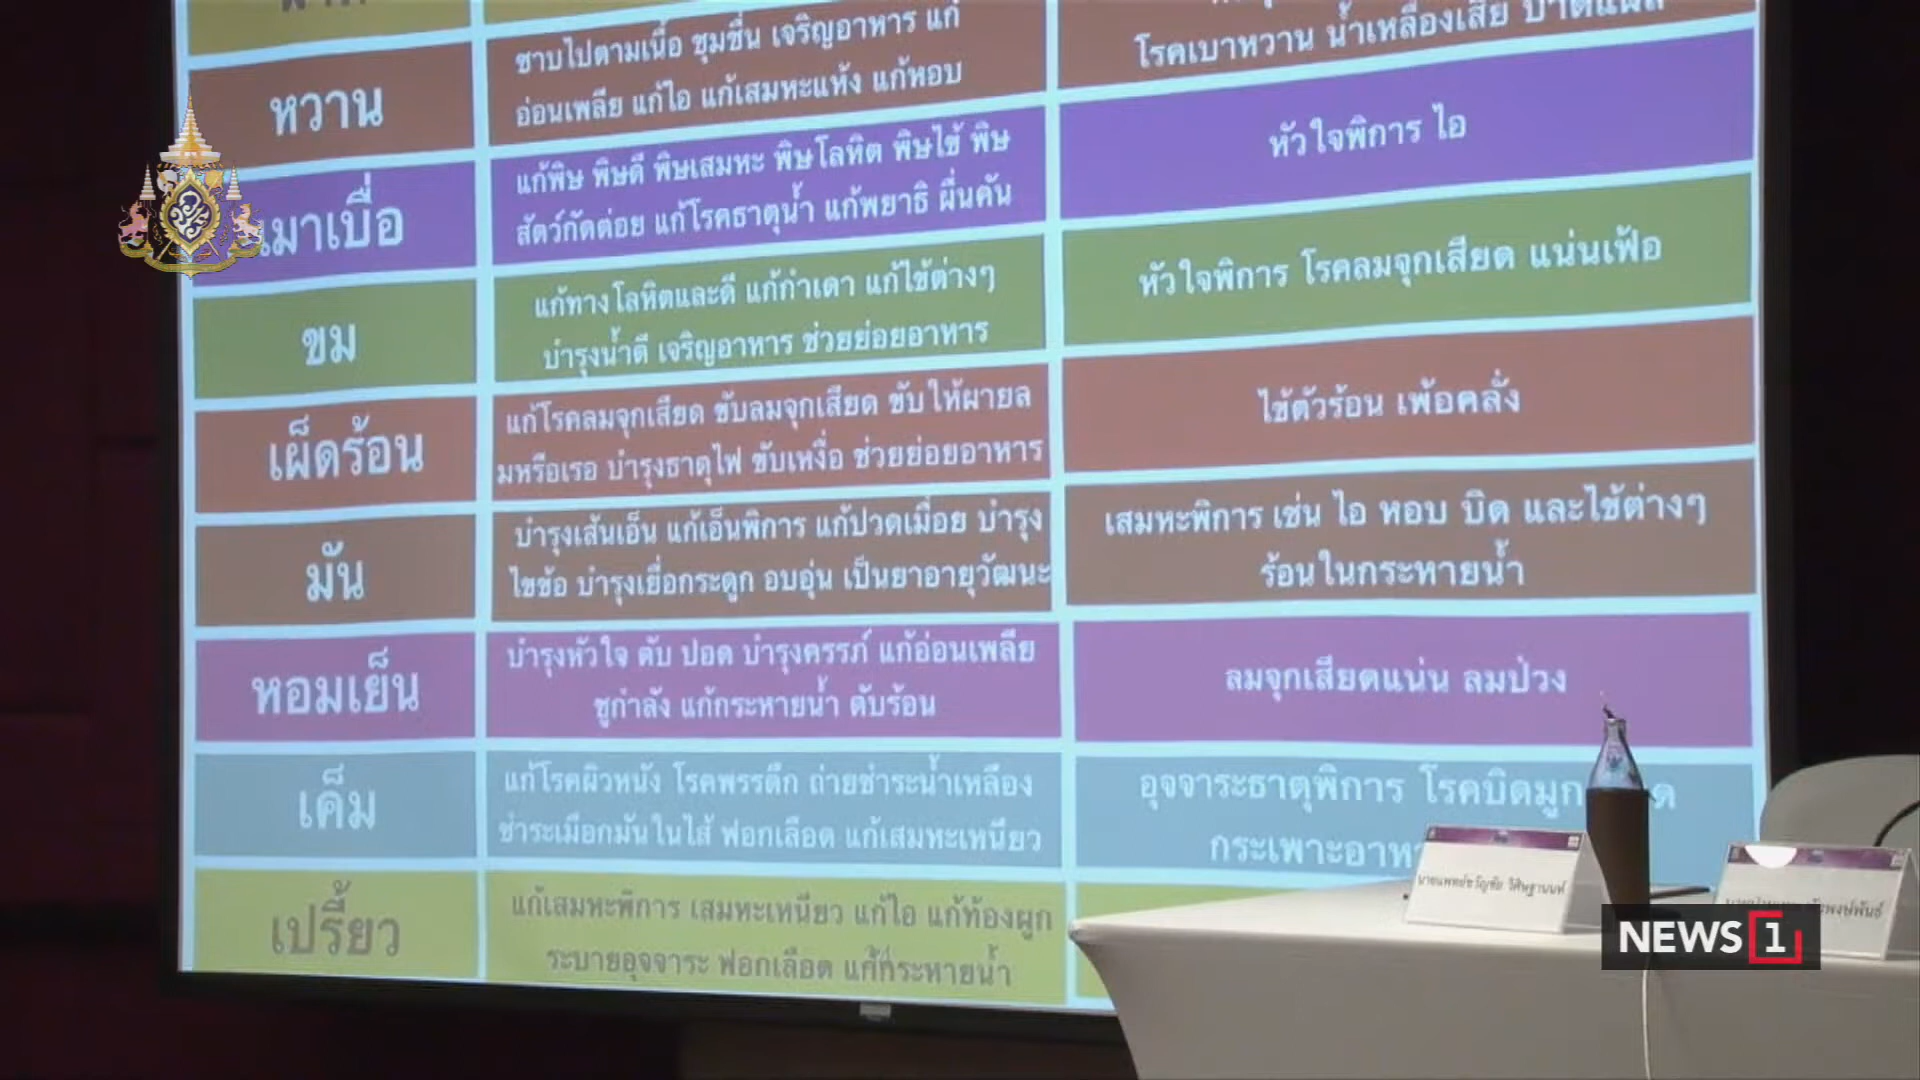 หวาน
ซาบไปตามเนื้อ ชุมชื่น เจริญอาหาร แก้
อ่อนเพลีย แก้ไอ แก้เสมหะแห้ง แก้หอบ
โรคเบาหวาน น้ำเหลืองเสีย บาดแผล
เมาเบื่อ
แก้พิษ พิษดี พิษเสมหะ พิษโลหิต พิษไข้ พิษ
สัตว์กัดต่อย แก้โรคธาตุน้ำ แก้พยาธิ ผื่นคัน
หัวใจพิการ ไอ
ขม
แก้ทางโลหิตและดี แก้กำเดา แก้ไข้ต่างๆ
บำรุงน้ำดี เจริญอาหาร ช่วยย่อยอาหาร
หัวใจพิการ โรคลมจุกเสียด แน่นเฟ้อ
เผ็ดร้อน
แก้โรคลมจุกเสียด ขับลมจุกเสียด ขับให้ผายล
มหรือเรอ บำรุงธาตุไฟ ขับเหงื่อ ช่วยย่อยอาหาร
ไข้ตัวร้อน เพ้อคลั่ง
มัน
บำรุงเส้นเอ็น แก้เอ็นพิการ แก้ปวดเมื่อย บำรุง
ไขข้อ บำรุงเยื่อกระดูก อบอุ่น เป็นยาอายุวัฒนะ
เสมหะพิการ เช่น ไอ หอบ บิด และไข้ต่างๆ
ร้อนในกระหายน้ำ
หอมเย็น
บำรุงหัวใจ ตับ ปอด บำรุงครรภ์ แก้อ่อนเพลีย
ชูกำลัง แก้กระหายน้ำ ดับร้อน
ลมจุกเสียดแน่น ลมป่วง
เค็ม
แก้โรคผิวหนัง โรคพรรดึก ถ่ายชำระน้ำเหลือง
ชำระเมือกมันในไส้ ฟอกเลือด แก้เสมหะเหนียว
อุจจาระธาตุพิการ โรคบิดมูก
กระเพาะอาหา
เปรี้ยว
แก้เสมหะพิการ เสมหะเหนียว แก้ไอ แก้ท้องผูก
ระบายอุจจาระ ฟอกเลือด แก้กระหายน้ำ
นายแพทย์ขวัญชัย วิศิษฐานนท์
NEWS 1